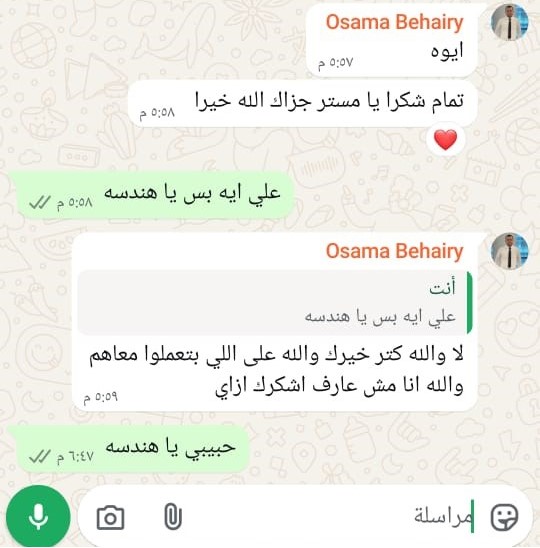 Osama Behairy
ايوه
٥:٥٧ م
تمام شكرا يا مستر جزاك الله خيرا
٥:٥٨ م
علي ايه بس يا هندسه
٥:٥٨ م
Osama Behairy
أنت
علي ايه بس يا هندسه
لا والله كتر خيرك والله على اللي بتعملوا معاهم
والله انا مش عارف اشكرك ازاي
٥:٥٩ م
حبيبي يا هندسه
٦:٤٧ م
مراسلة